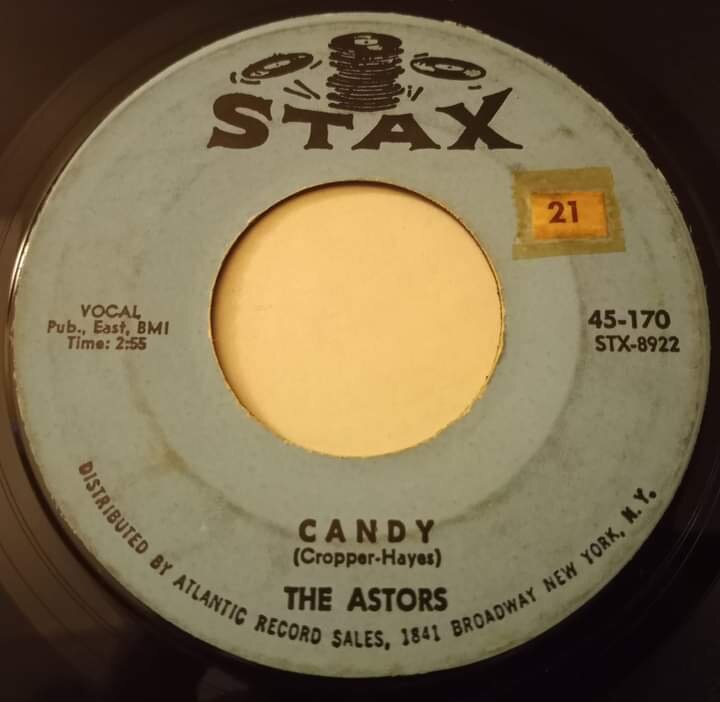 STAX
21
VOCAL
Pub., East, BMI
Time: 2:55
45-170
STX-8922
CANDY
(Cropper-Hayes)
THE ASTORS
DISTRIBUTED BY ATLANTIC RECORD SALES, 1841 BROADWAY NEW YORK, N.Y.